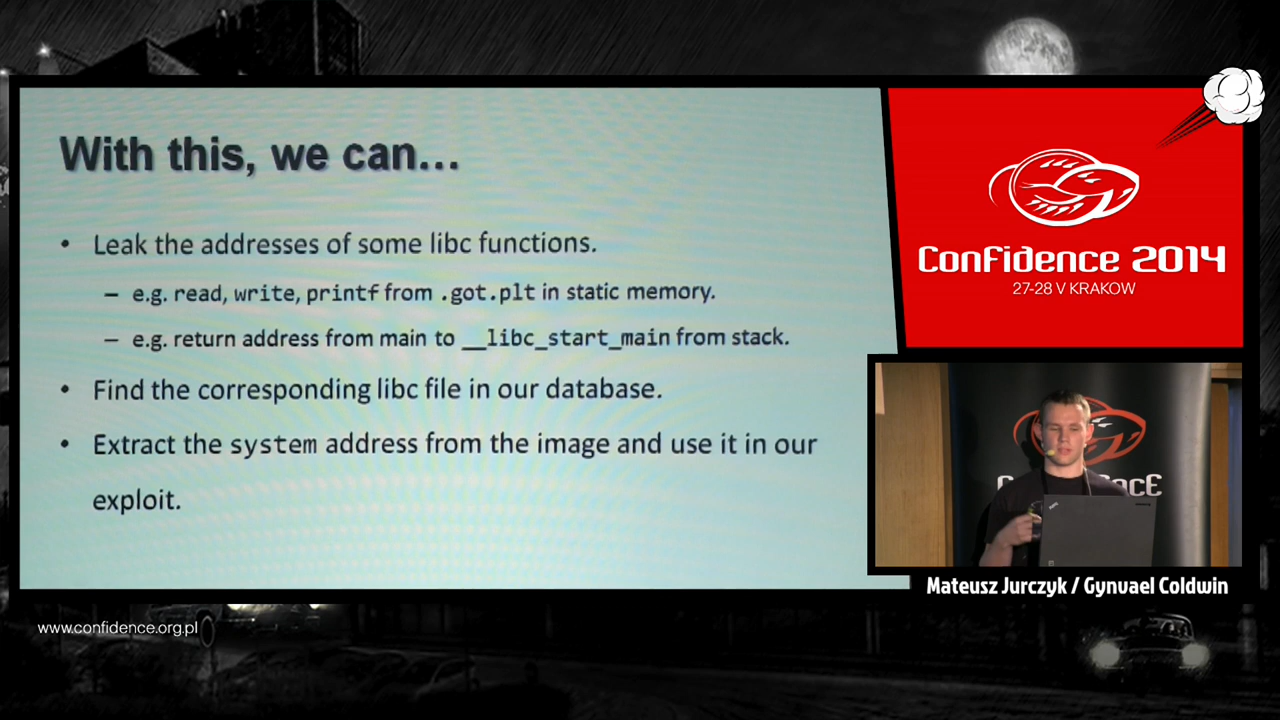 With this, we can...
• Leak the addresses of some libc functions.
– e.g. read, write, printf from .got.plt in static memory.
– e.g. return address from main to __libc_start_main from stack.
• Find the corresponding libc file in our database.
• Extract the system address from the image and use it in our
exploit.
Confidence 2014
27-28 V KRAKOW
Mateusz Jurczyk / Gynvael Coldwin
www.confidence.org.pl